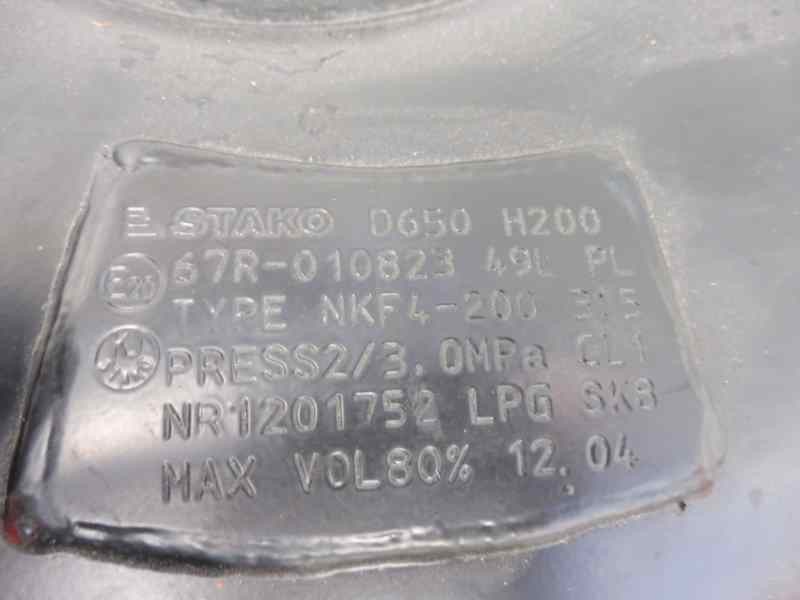 STAKO D650 H200
E20 67R-010823 49L PL
TYPE NKF4-200 315
PRESS2/3.0MPa CL1
NR1201752 LPG SK8
MAX VOL80% 12.04